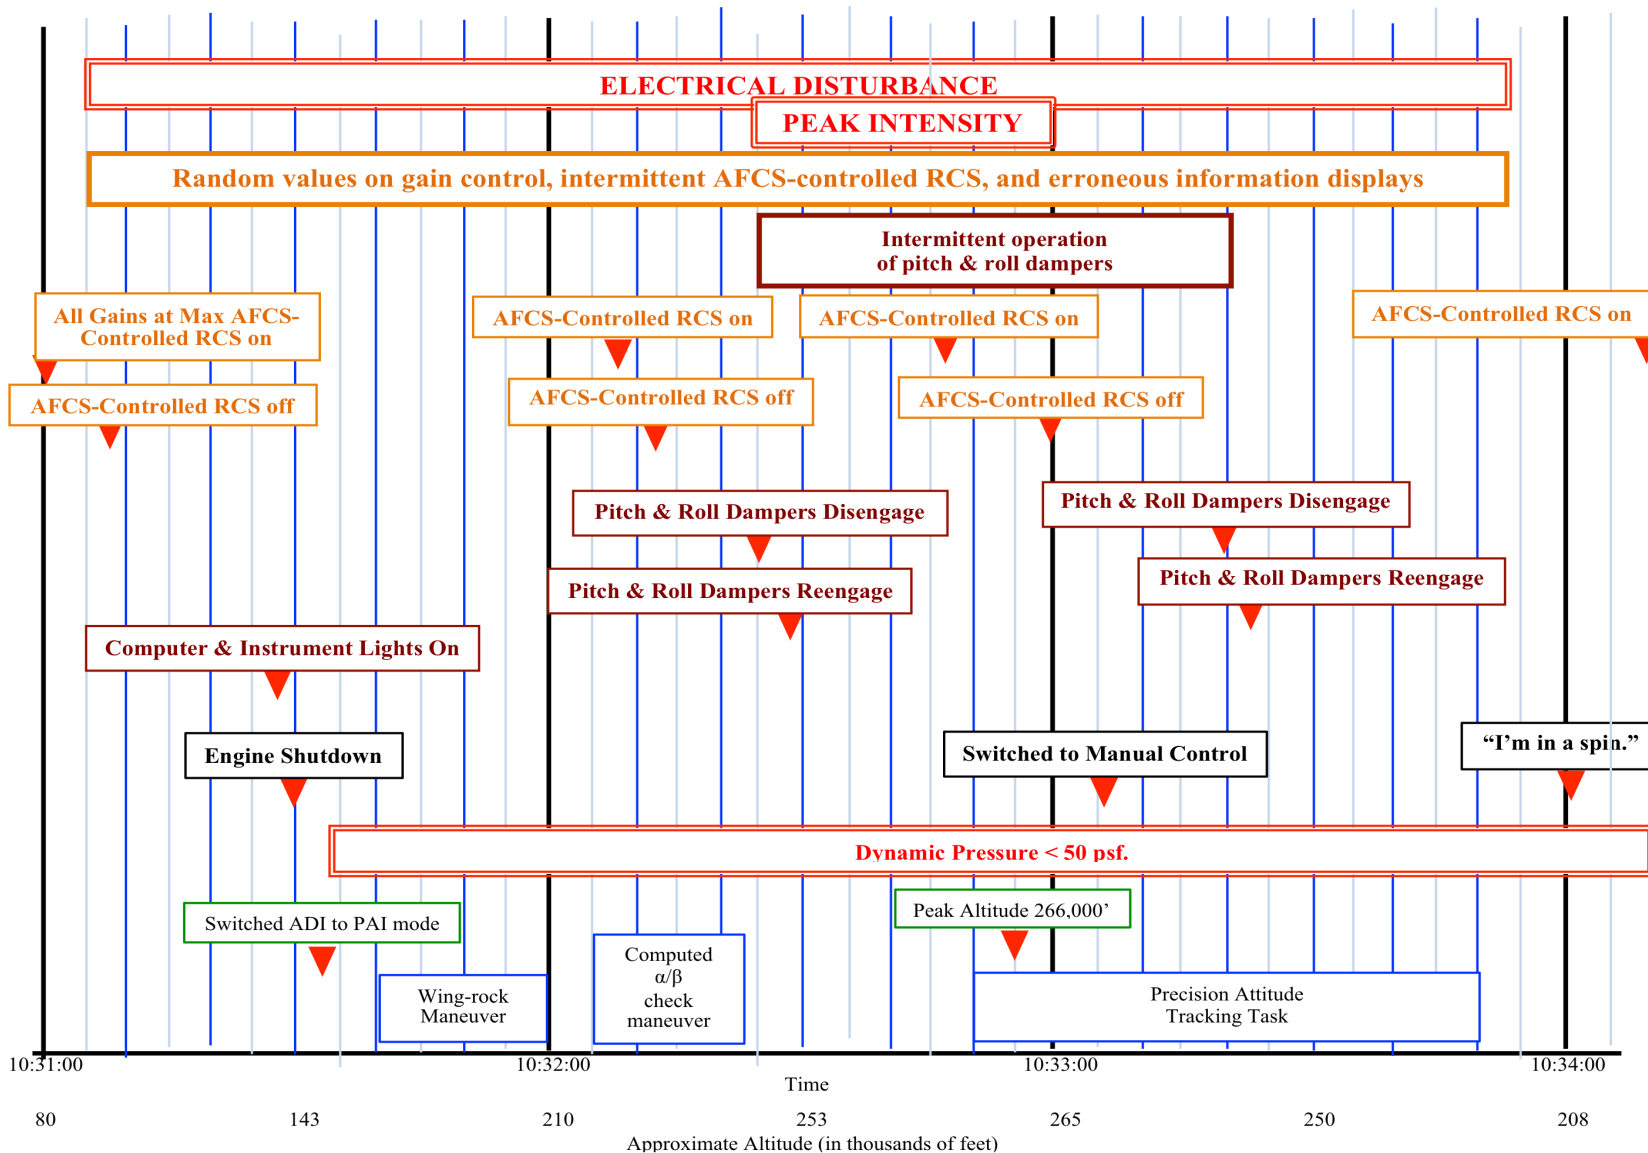 ELECTRICAL DISTURBANCE
PEAK INTENSITY
Random values on gain control, intermittent AFCS-controlled RCS, and erroneous information displays
Intermittent operation
of pitch & roll dampers
All Gains at Max AFCS-
Controlled RCS on
AFCS-Controlled RCS on
AFCS-Controlled RCS on
AFCS-Controlled RCS on
AFCS-Controlled RCS off
AFCS-Controlled RCS off
AFCS-Controlled RCS off
Pitch & Roll Dampers Disengage
Pitch & Roll Dampers Disengage
Pitch & Roll Dampers Reengage
Pitch & Roll Dampers Reengage
Computer & Instrument Lights On
Engine Shutdown
Switched to Manual Control
“I’m in a spin.”
Dynamic Pressure < 50 psf.
Switched ADI to PAI mode
Peak Altitude 266,000’
Wing-rock
Maneuver
Computed
α/β
check
maneuver
Precision Attitude
Tracking Task
10:31:00 10:32:00 10:33:00 10:34:00
Time
80 143 210 253 265 250 208
Approximate Altitude (in thousands of feet)